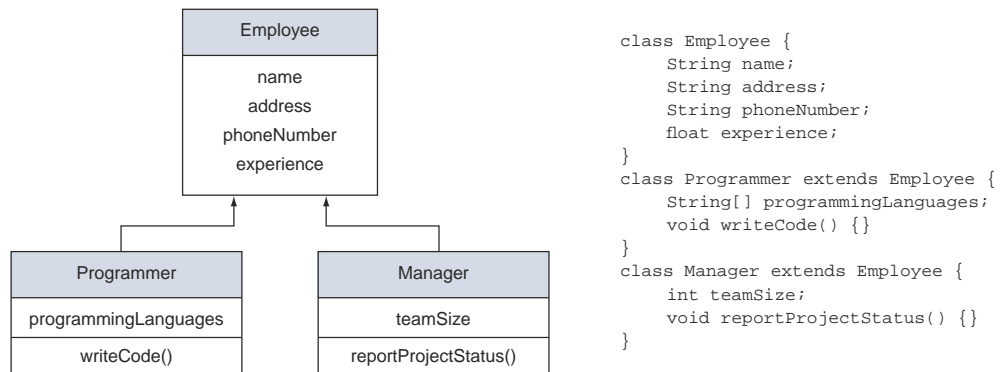 Employee
name
address
phoneNumber
experience
Programmer
programmingLanguages
writeCode()
Manager
teamSize
reportProjectStatus()
class Employee {
String name;
String address;
String phoneNumber;
float experience;
}
class Programmer extends Employee {
String[] programmingLanguages;
void writeCode() {}
}
class Manager extends Employee {
int teamSize;
void reportProjectStatus() {}
}